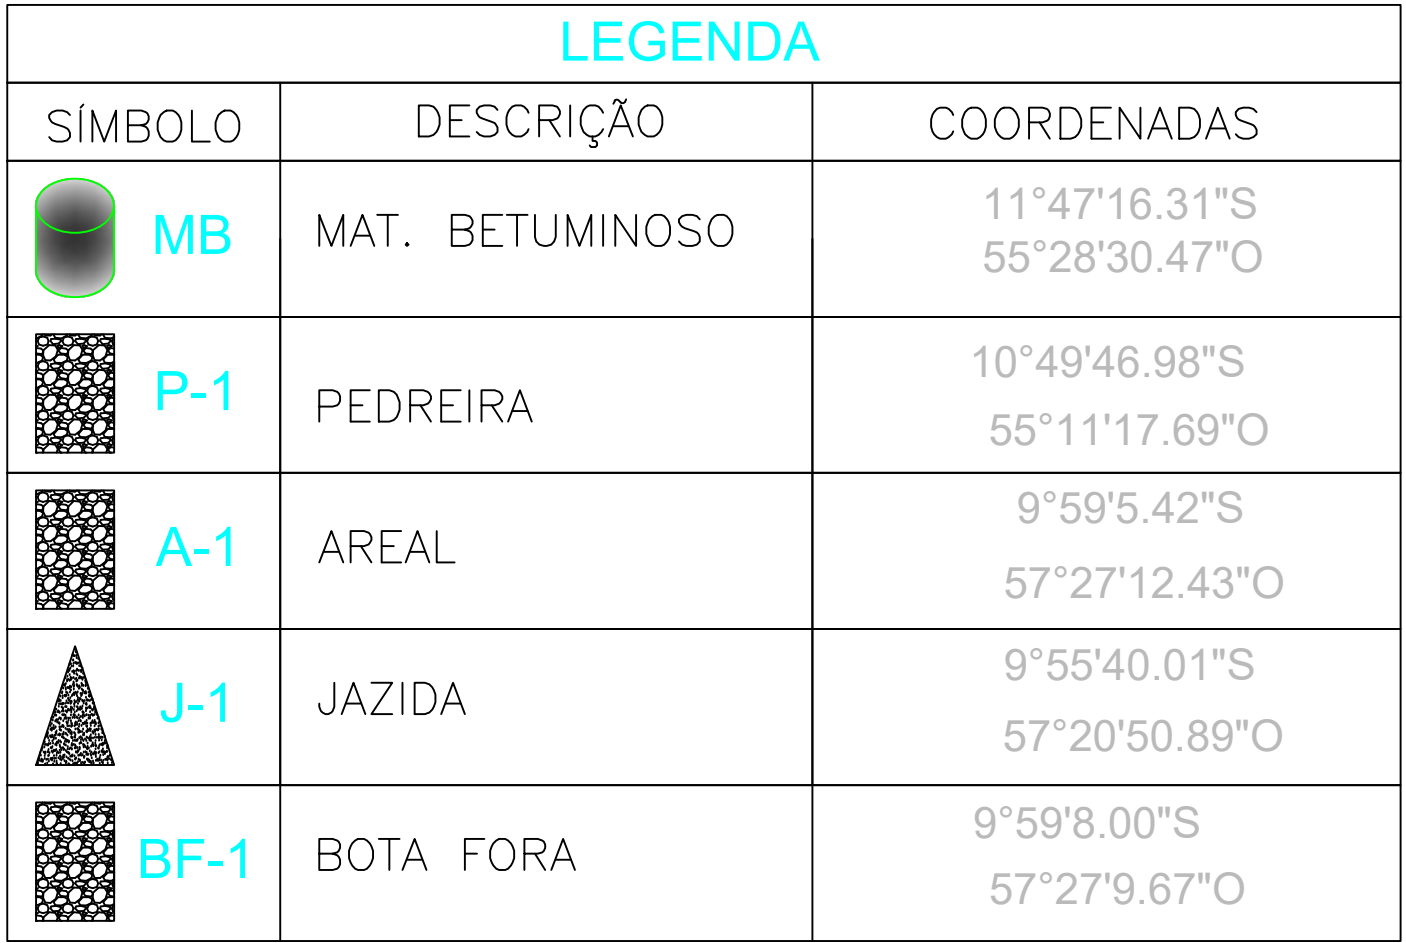 LEGENDA
SÍMBOLO DESCRIÇÃO COORDENADAS
MB MAT. BETUMINOSO 11°47'16.31"S
55°28'30.47"O
P-1 PEDREIRA 10°49'46.98"S
55°11'17.69"O
A-1 AREAL 9°59'5.42"S
57°27'12.43"O
J-1 JAZIDA 9°55'40.01"S
57°20'50.89"O
BF-1 BOTA FORA 9°59'8.00"S
57°27'9.67"O